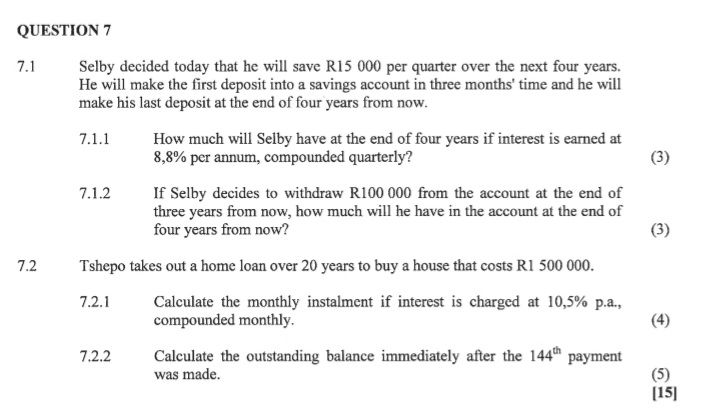 QUESTION 7
7.1 Selby decided today that he will save R15 000 per quarter over the next four years.
He will make the first deposit into a savings account in three months' time and he will
make his last deposit at the end of four years from now.
7.1.1 How much will Selby have at the end of four years if interest is earned at
8,8% per annum, compounded quarterly? (3)
7.1.2 If Selby decides to withdraw R100 000 from the account at the end of
three years from now, how much will he have in the account at the end of
four years from now? (3)
7.2 Tshepo takes out a home loan over 20 years to buy a house that costs R1 500 000.
7.2.1 Calculate the monthly instalment if interest is charged at 10,5% p.a.,
compounded monthly. (4)
7.2.2 Calculate the outstanding balance immediately after the 144th payment
was made. (5)
[15]